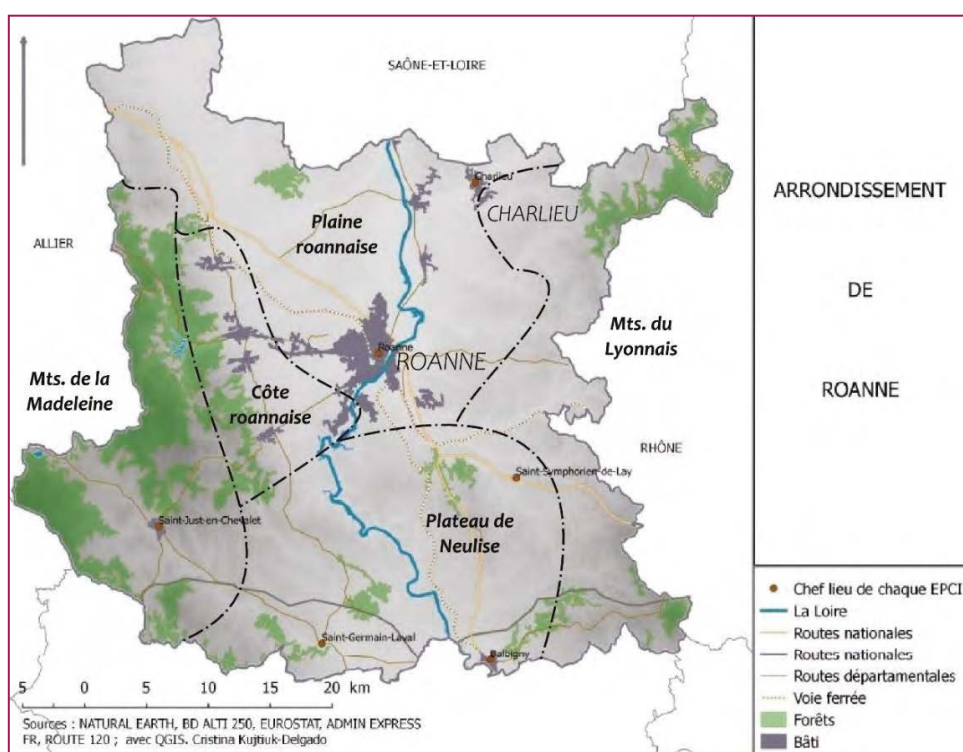 SAÔNE-ET-LOIRE
ARRONDISSEMENT
DE
ROANNE
Charlieu
CHARLIEU
Plaine
roannaise
ALLIER
Mts. du
Lyonnais
Roanne
ROANNE
Mts. de la
Madeleine
Côte
roannaise
RHÔNE
Saint-Symphorien-de-Lay
Plateau de
Neulise
Saint-Just-en-Chevalet
Saint-Germain-Laval
Balbigny
Chef lieu de chaque EPCI
La Loire
Routes nationales
Routes nationales
Routes départementales
Voie ferrée
Forêts
Bâti
5 0 5 10 15 20 km
Sources : NATURAL EARTH, BD ALTI 250, EUROSTAT, ADMIN EXPRESS
FR, ROUTE 120 ; avec QGIS. Cristina Kujtiuk-Delgado